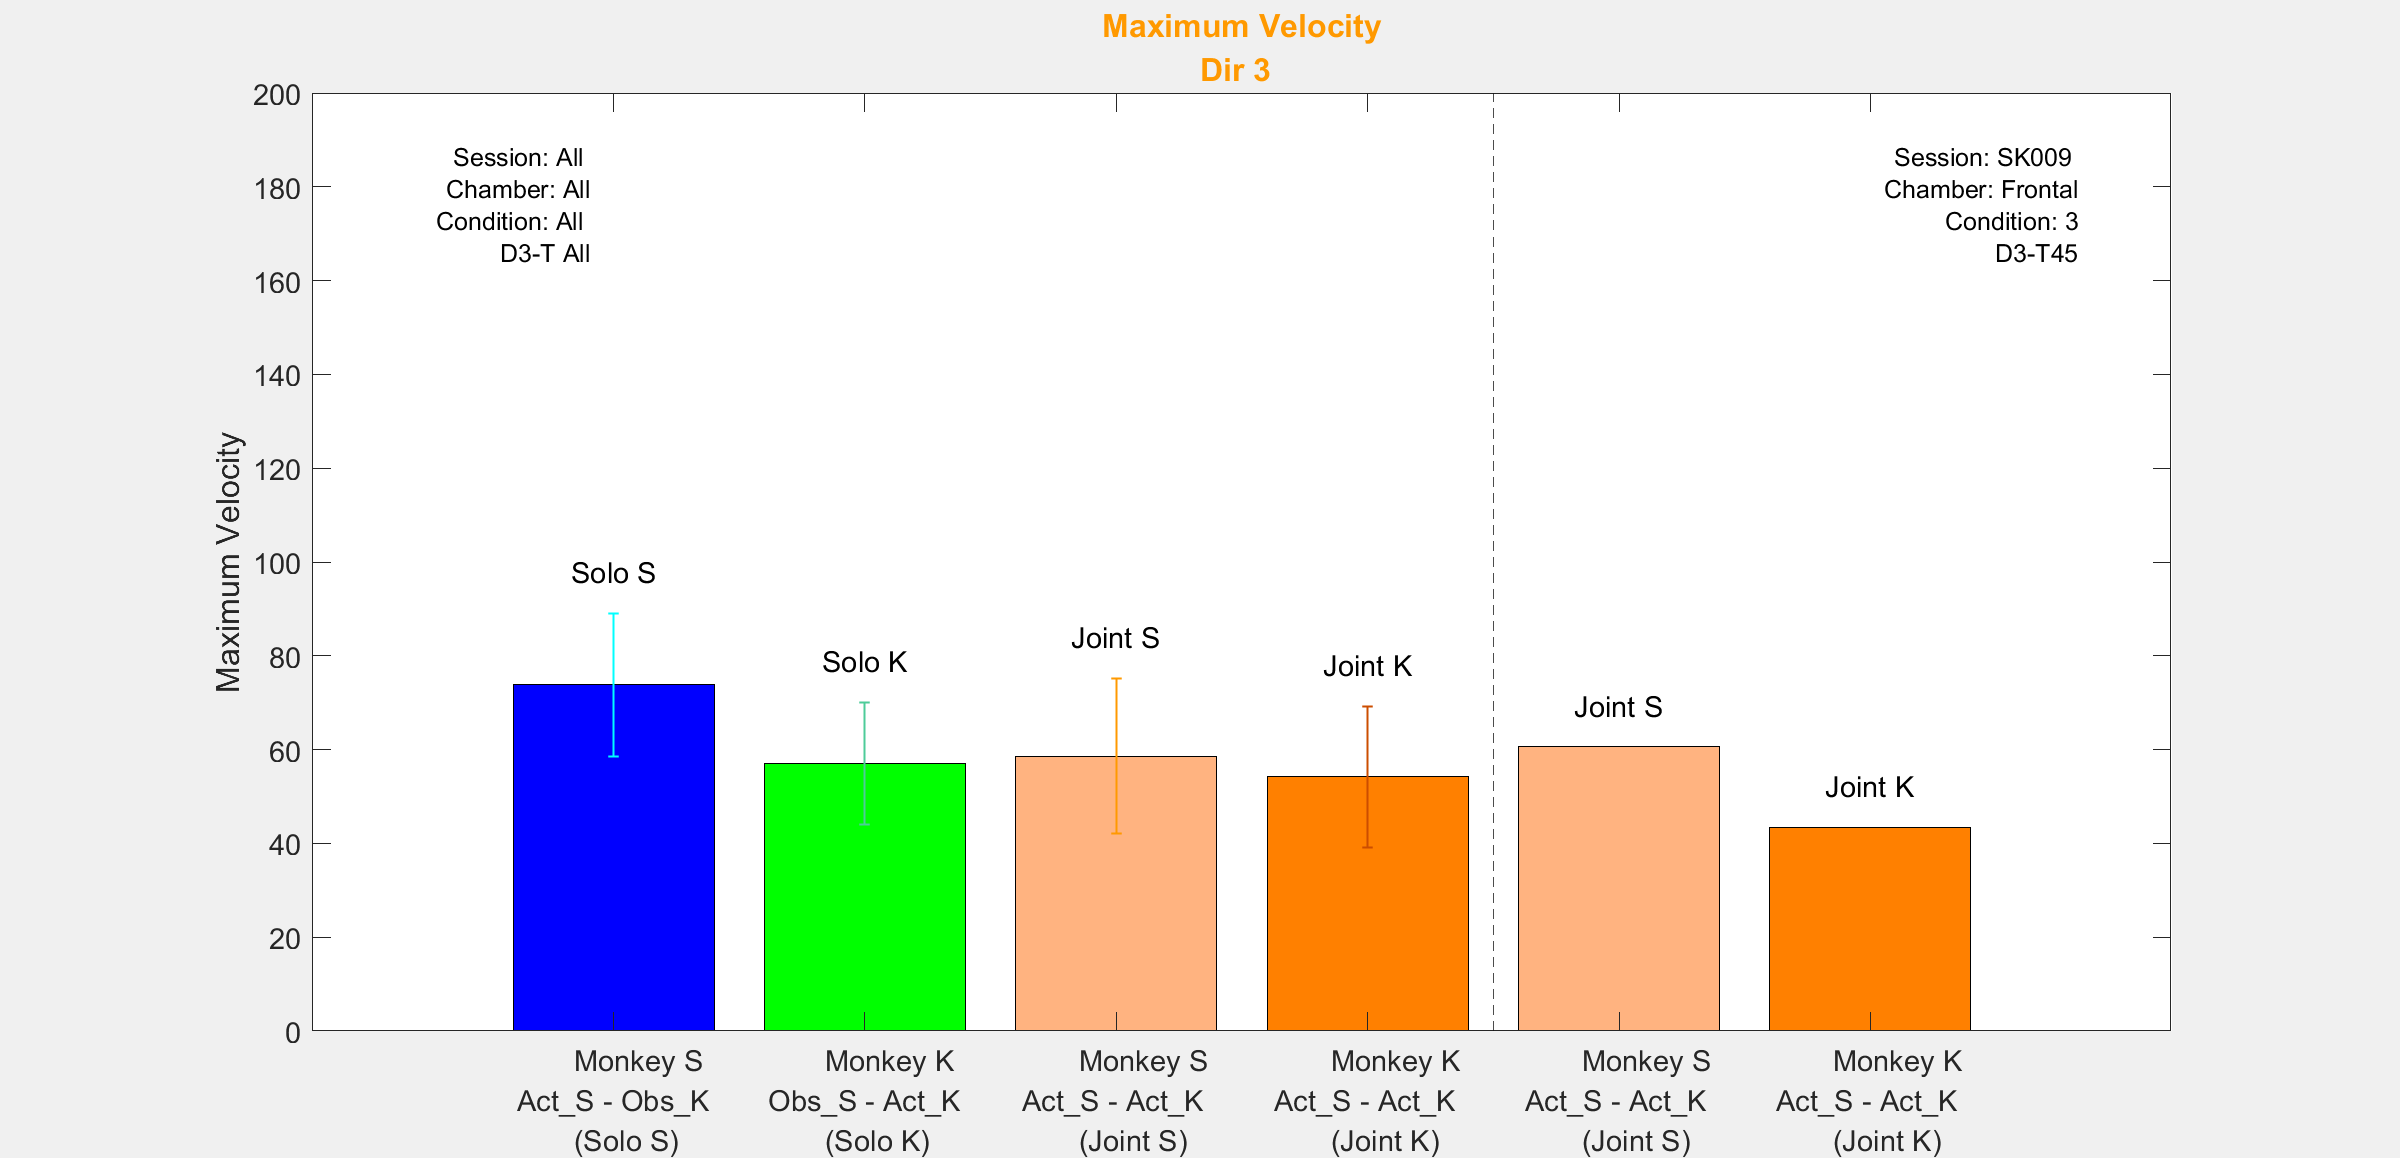 Maximum Velocity
Dir 3
Session: All
Chamber: All
Condition: All
D3-T All
Session: SK009
Chamber: Frontal
Condition: 3
D3-T45
Maximum Velocity
200
180
160
140
120
100
80
60
40
20
0
Solo S
Solo K
Joint S
Joint K
Joint S
Joint K
Monkey S
Act_S - Obs_K
(Solo S)
Monkey K
Obs_S - Act_K
(Solo K)
Monkey S
Act_S - Act_K
(Joint S)
Monkey K
Act_S - Act_K
(Joint K)
Monkey S
Act_S - Act_K
(Joint S)
Monkey K
Act_S - Act_K
(Joint K)